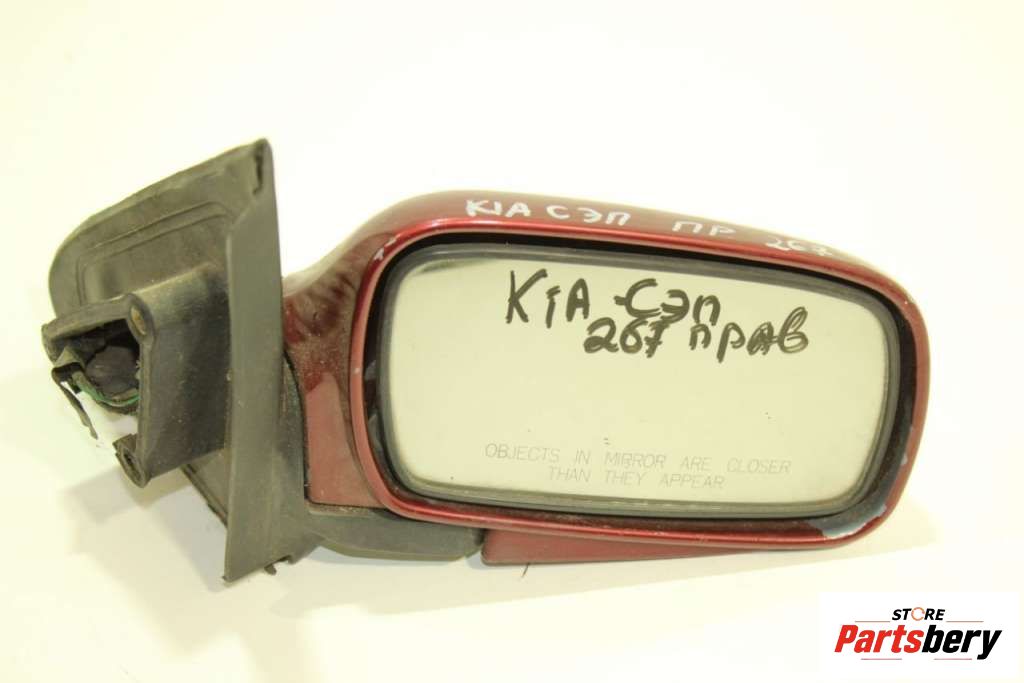 KIA СЭП ПР 267
KIA-СЭП
267 ПРАВ
OBJECTS IN MIRROR ARE CLOSER
THAN THEY APPEAR
STORE
Partsbery